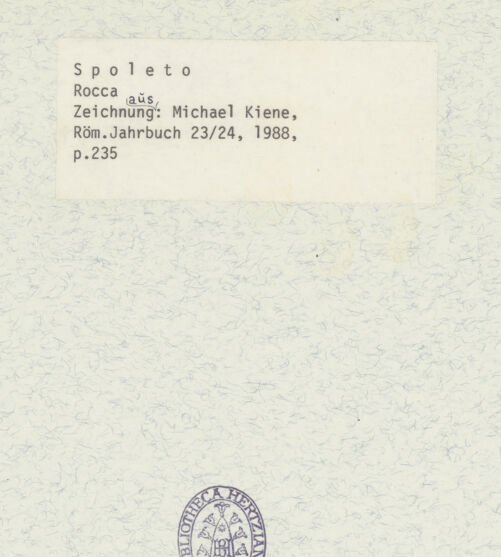 S p o l e t o
Rocca
aus
Zeichnung: Michael Kiene,
Röm.Jahrbuch 23/24, 1988,
p.235
BIBLIOTHECA HERTZIANA